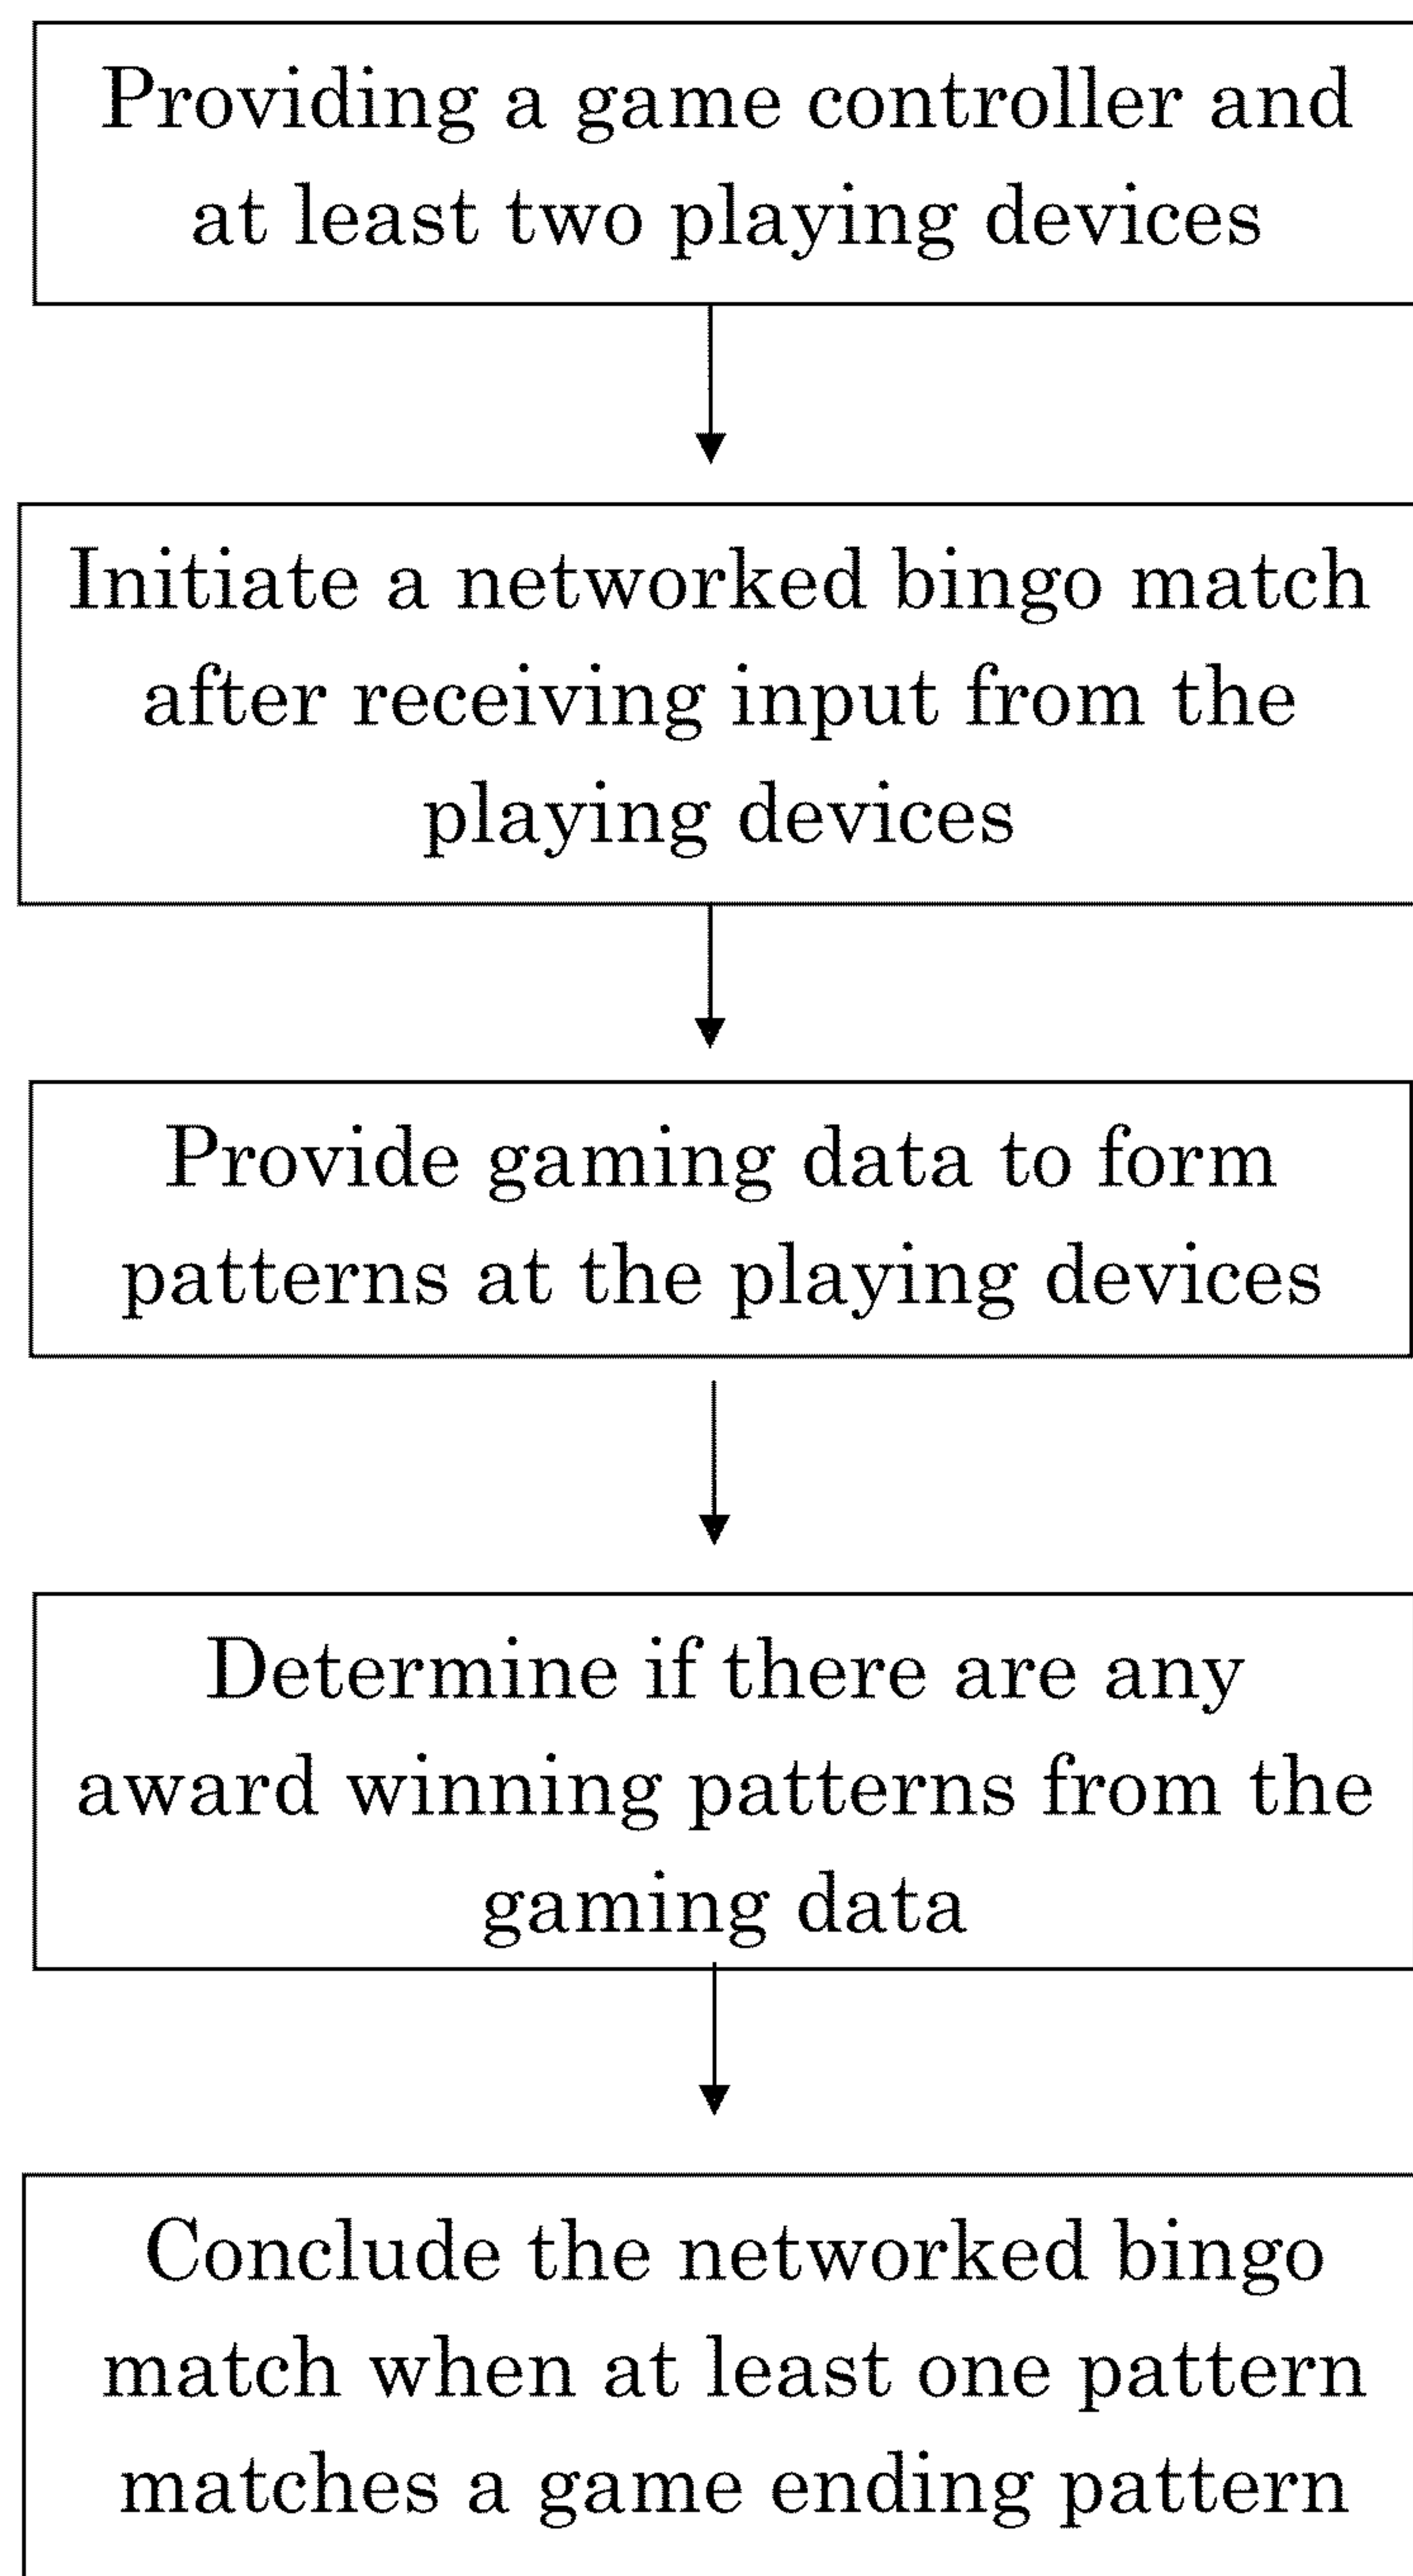 Providing a game controller and
at least two playing devices
Initiate a networked bingo match
after receiving input from the
playing devices
Provide gaming data to form
patterns at the playing devices
Determine if there are any
award winning patterns from the
gaming data
Conclude the networked bingo
match when at least one pattern
matches a game ending pattern